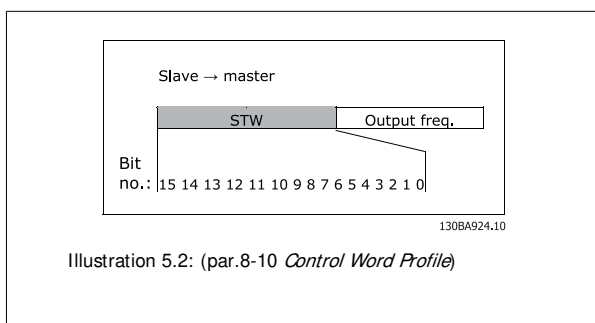 Slave → master
STW Output freq.
Bit
no.: 15 14 13 12 11 10 9 8 7 6 5 4 3 2 1 0
130BA924.10
Illustration 5.2: (par.8-10 Control Word Profile)